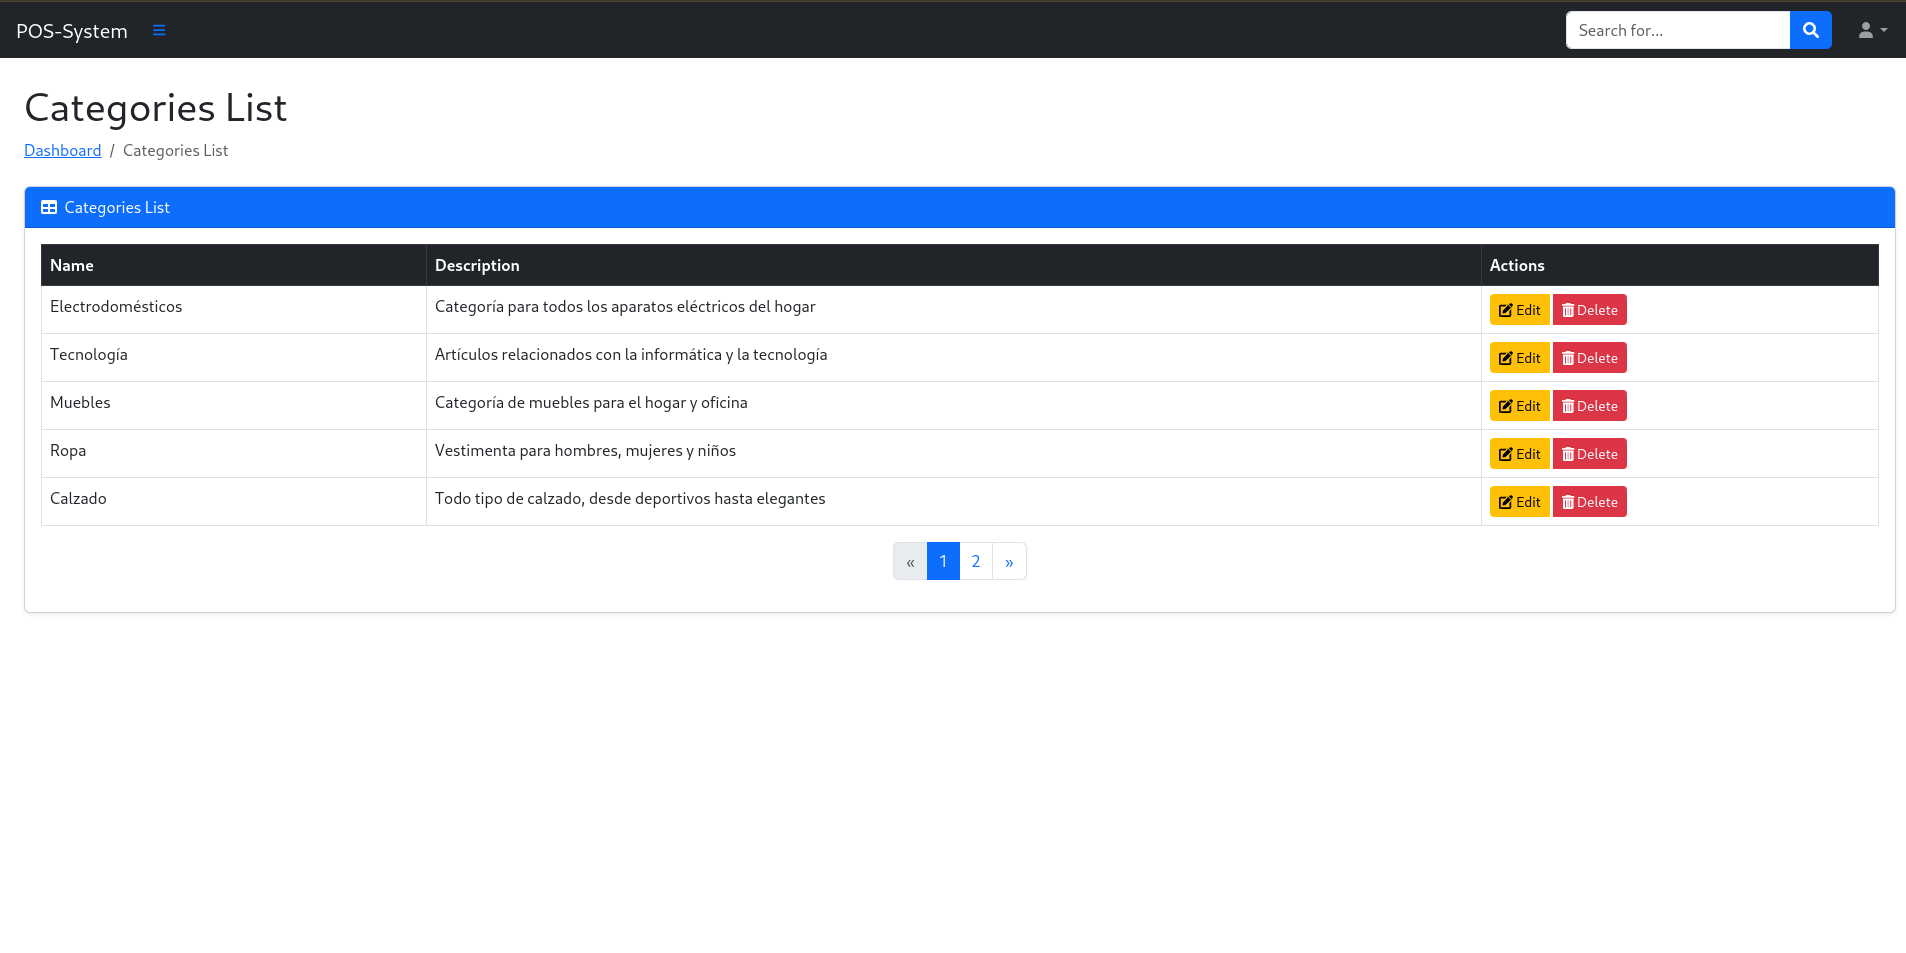 POS-System Search for...
Categories List
Dashboard / Categories List
Categories List
Name Description Actions
Electrodomésticos Categoría para todos los aparatos eléctricos del hogar Edit Delete
Tecnología Artículos relacionados con la informática y la tecnología Edit Delete
Muebles Categoría de muebles para el hogar y oficina Edit Delete
Ropa Vestimenta para hombres, mujeres y niños Edit Delete
Calzado Todo tipo de calzado, desde deportivos hasta elegantes Edit Delete
« 1 2 »